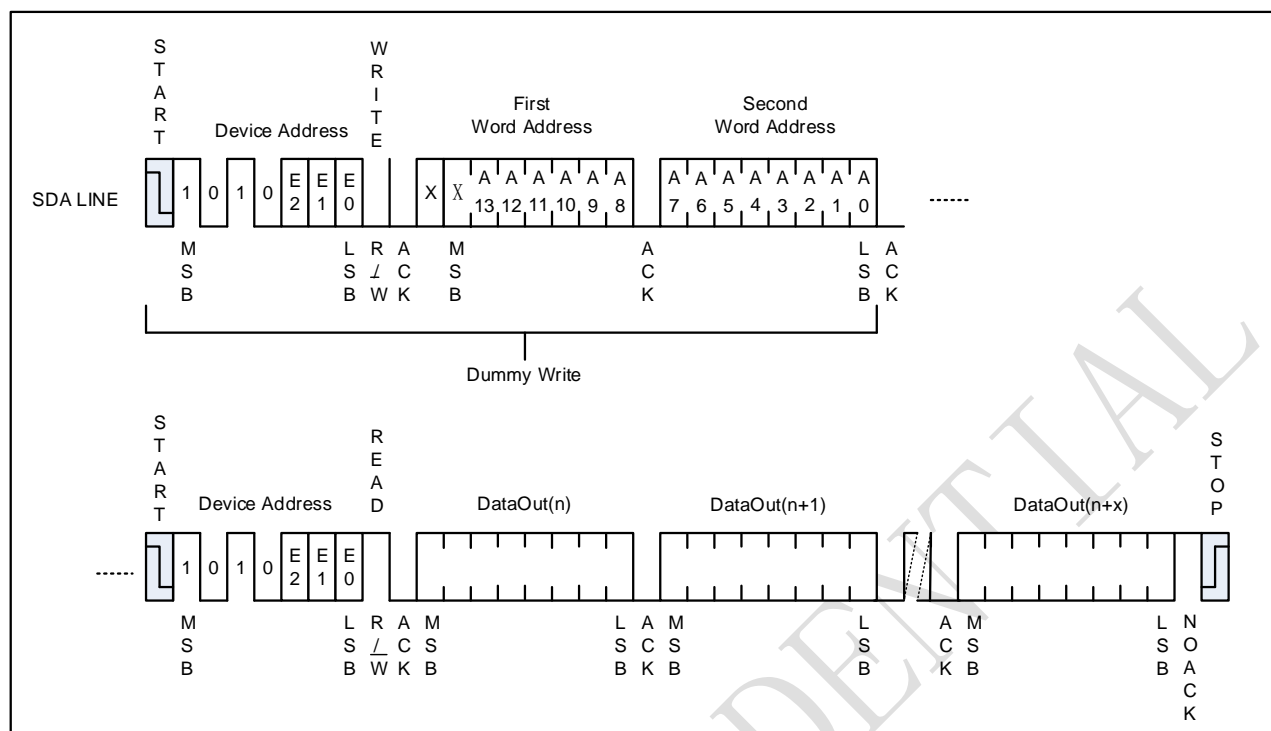 START
WRITE
Device Address
First
Word Address
Second
Word Address
SDA LINE
1 0 1 0 E2 E1 E0
X X A13 A12 A11 A10 A9 A8
A7 A6 A5 A4 A3 A2 A1 A0
MSB LSB R/W ACK MSB ACK LSB ACK
Dummy Write
START
READ
STOP
Device Address
DataOut(n)
DataOut(n+1)
DataOut(n+x)
1 0 1 0 E2 E1 E0
MSB LSB R/W ACK MSB LSB ACK MSB LSB ACK MSB LSB NOACK
DENTIAL